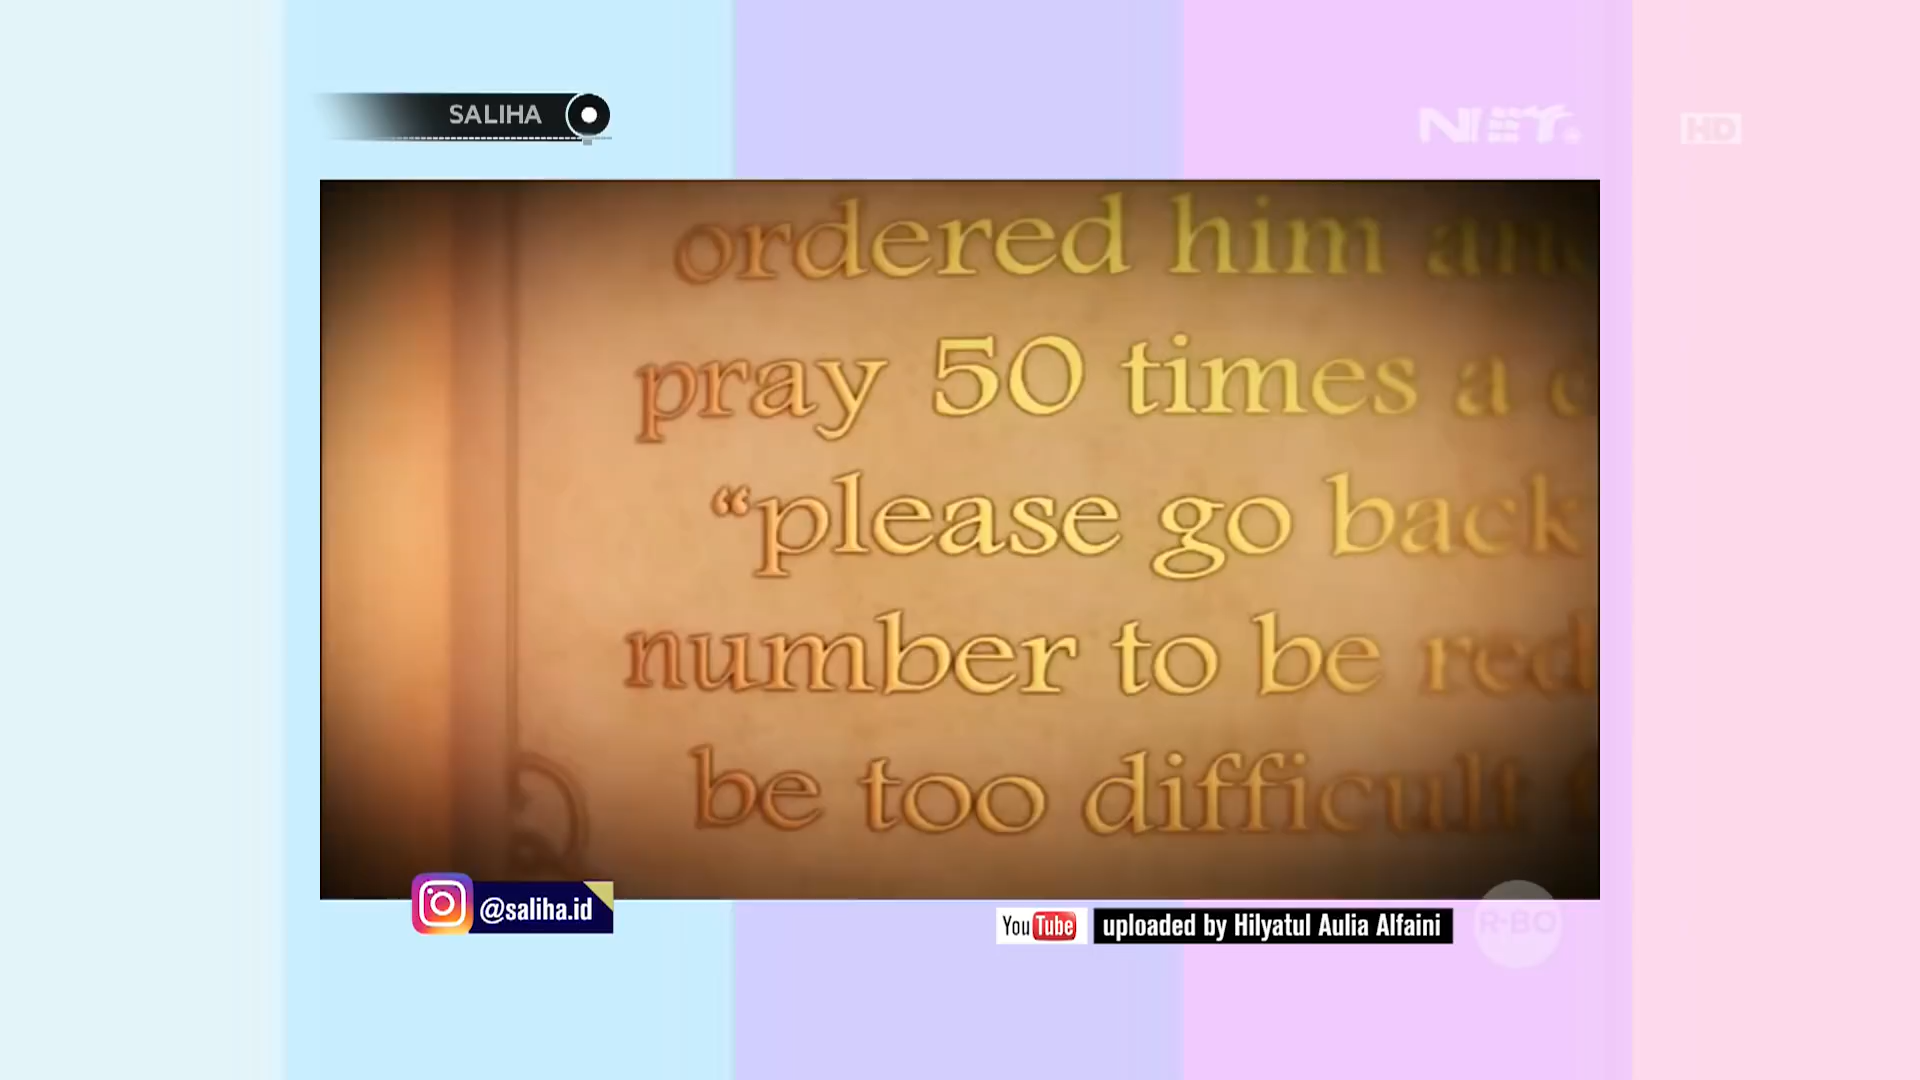 SALIHA
NET.
HD
ordered him
pray 50 times a
“please go back
number to be
be too difficult
@saliha.id
YouTube
uploaded by Hilyatul Aulia Alfaini
R-BO